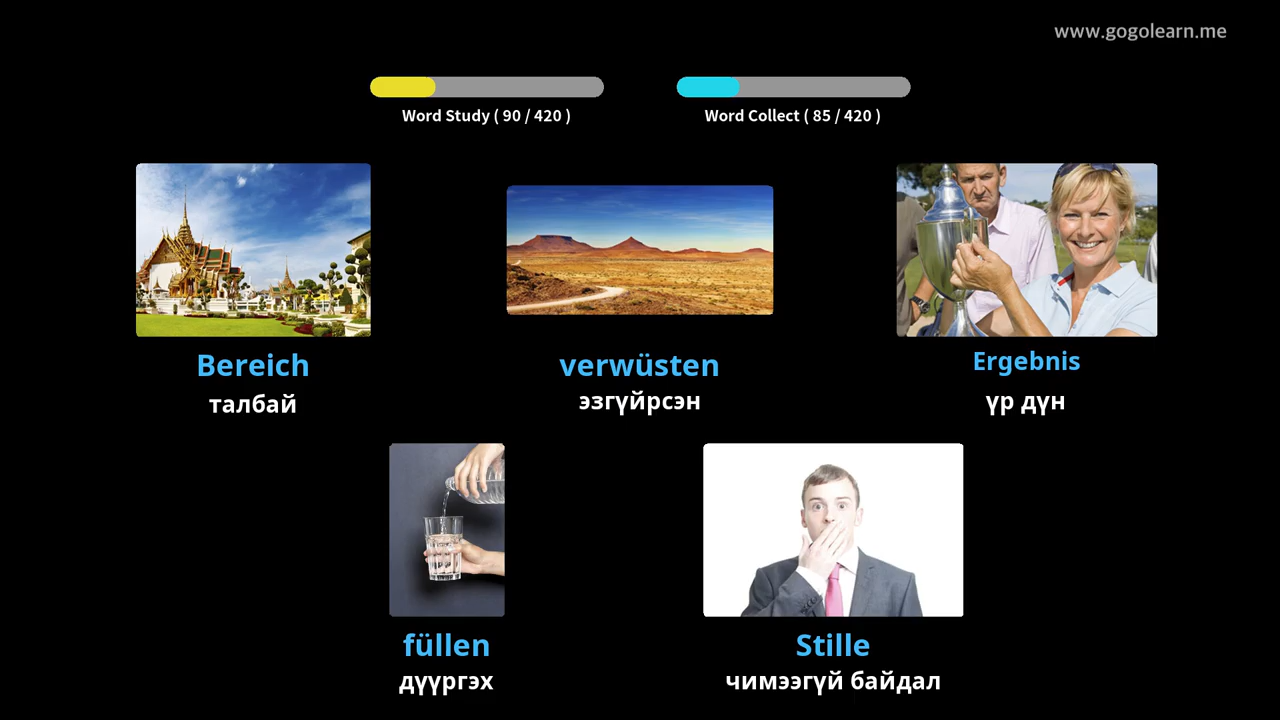 www.gogolearn.me
Word Study ( 90 / 420 )
Word Collect ( 85 / 420 )
Bereich
талбай
verwüsten
эзгүйрсэн
Ergebnis
үр дүн
füllen
дүүргэх
Stille
чимээгүй байдал